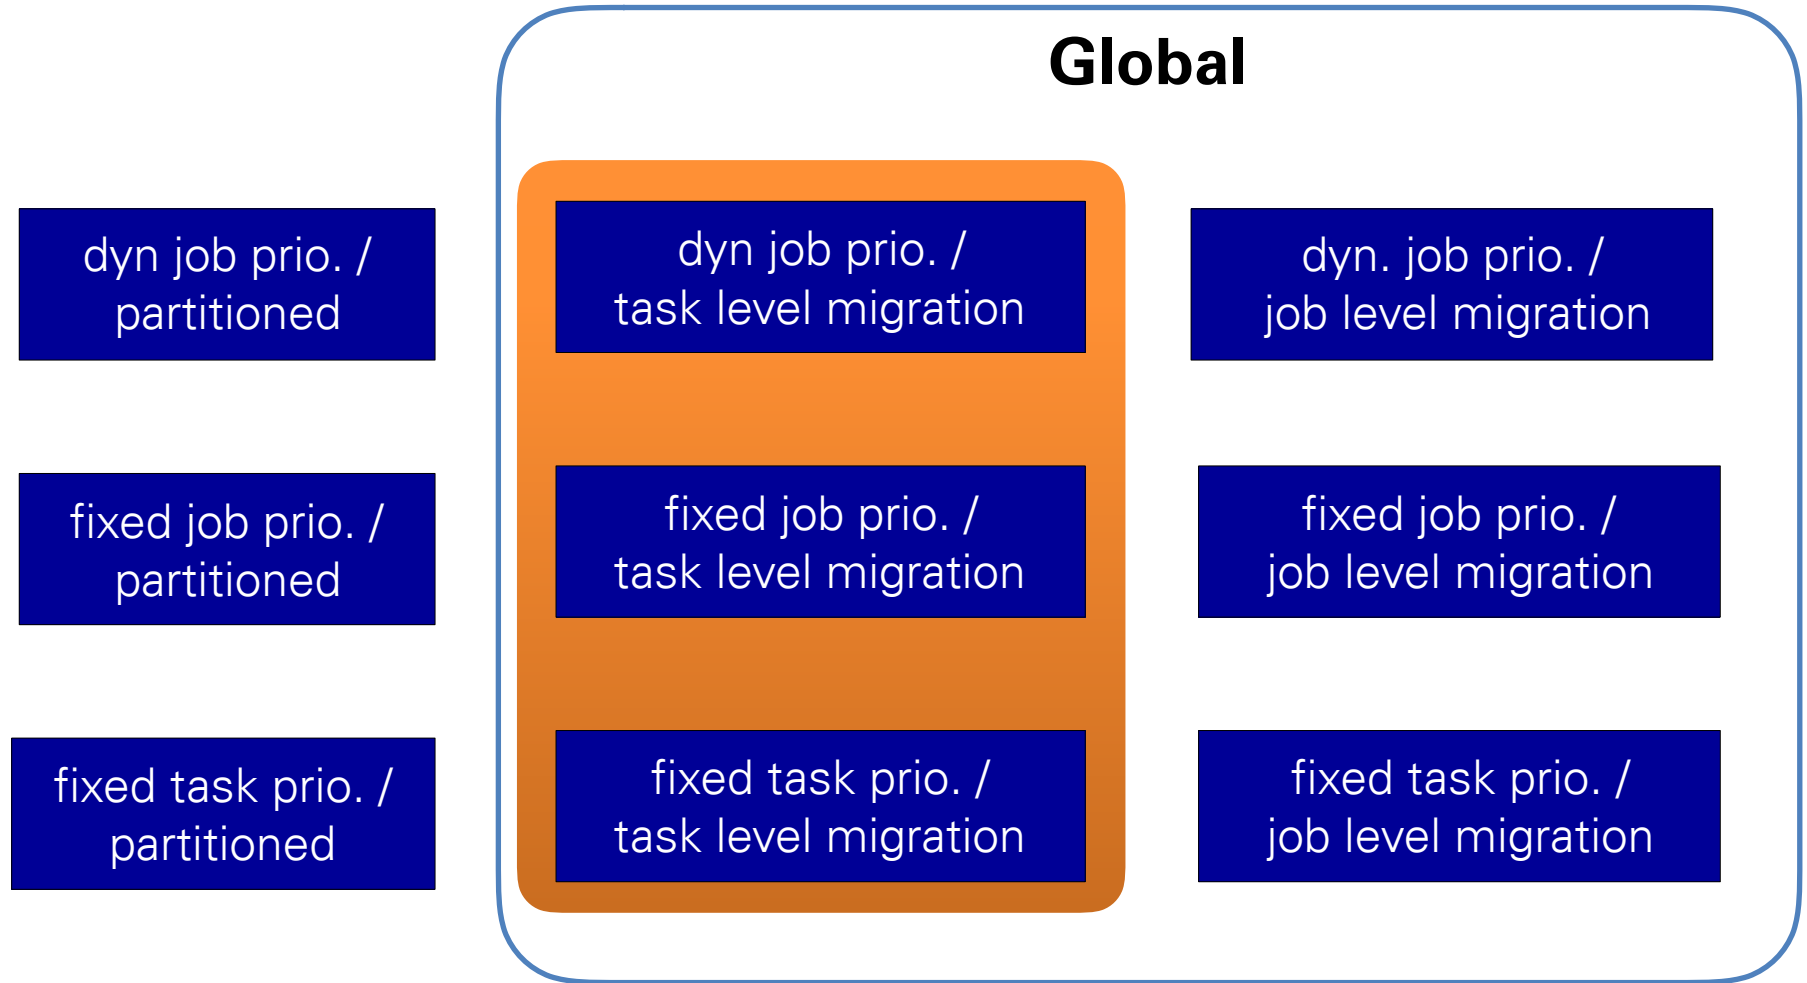 Global
dyn job prio. /
partitioned
dyn job prio. /
task level migration
dyn. job prio. /
job level migration
fixed job prio. /
partitioned
fixed job prio. /
task level migration
fixed job prio. /
job level migration
fixed task prio. /
partitioned
fixed task prio. /
task level migration
fixed task prio. /
job level migration